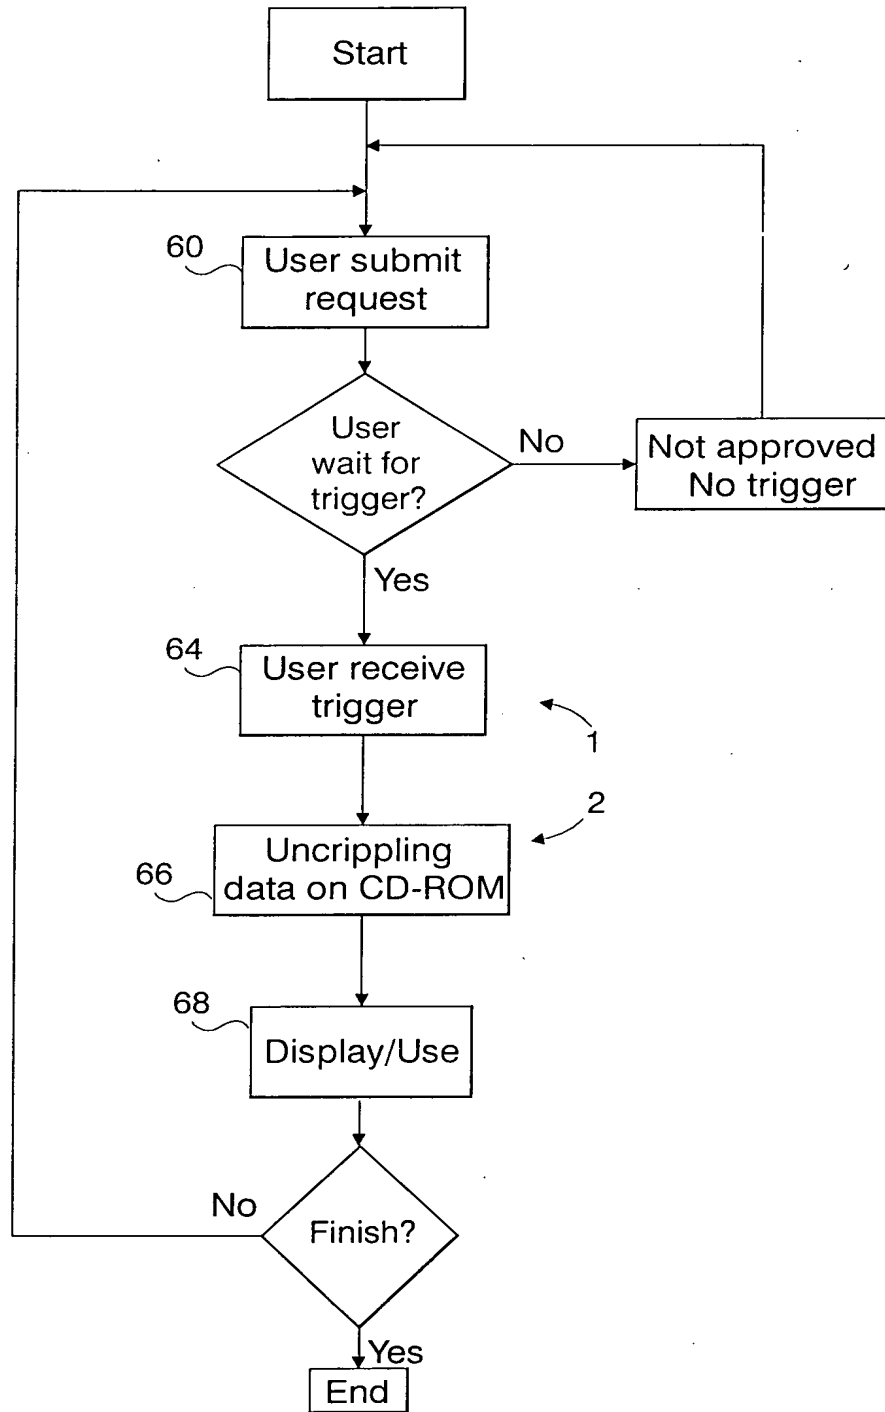 Start
60
User submit
request
User
wait for
trigger?
No
Not approved
No trigger
Yes
64
User receive
trigger
1
2
Uncrippling
data on CD-ROM
66
68
Display/Use
No
Finish?
Yes
End